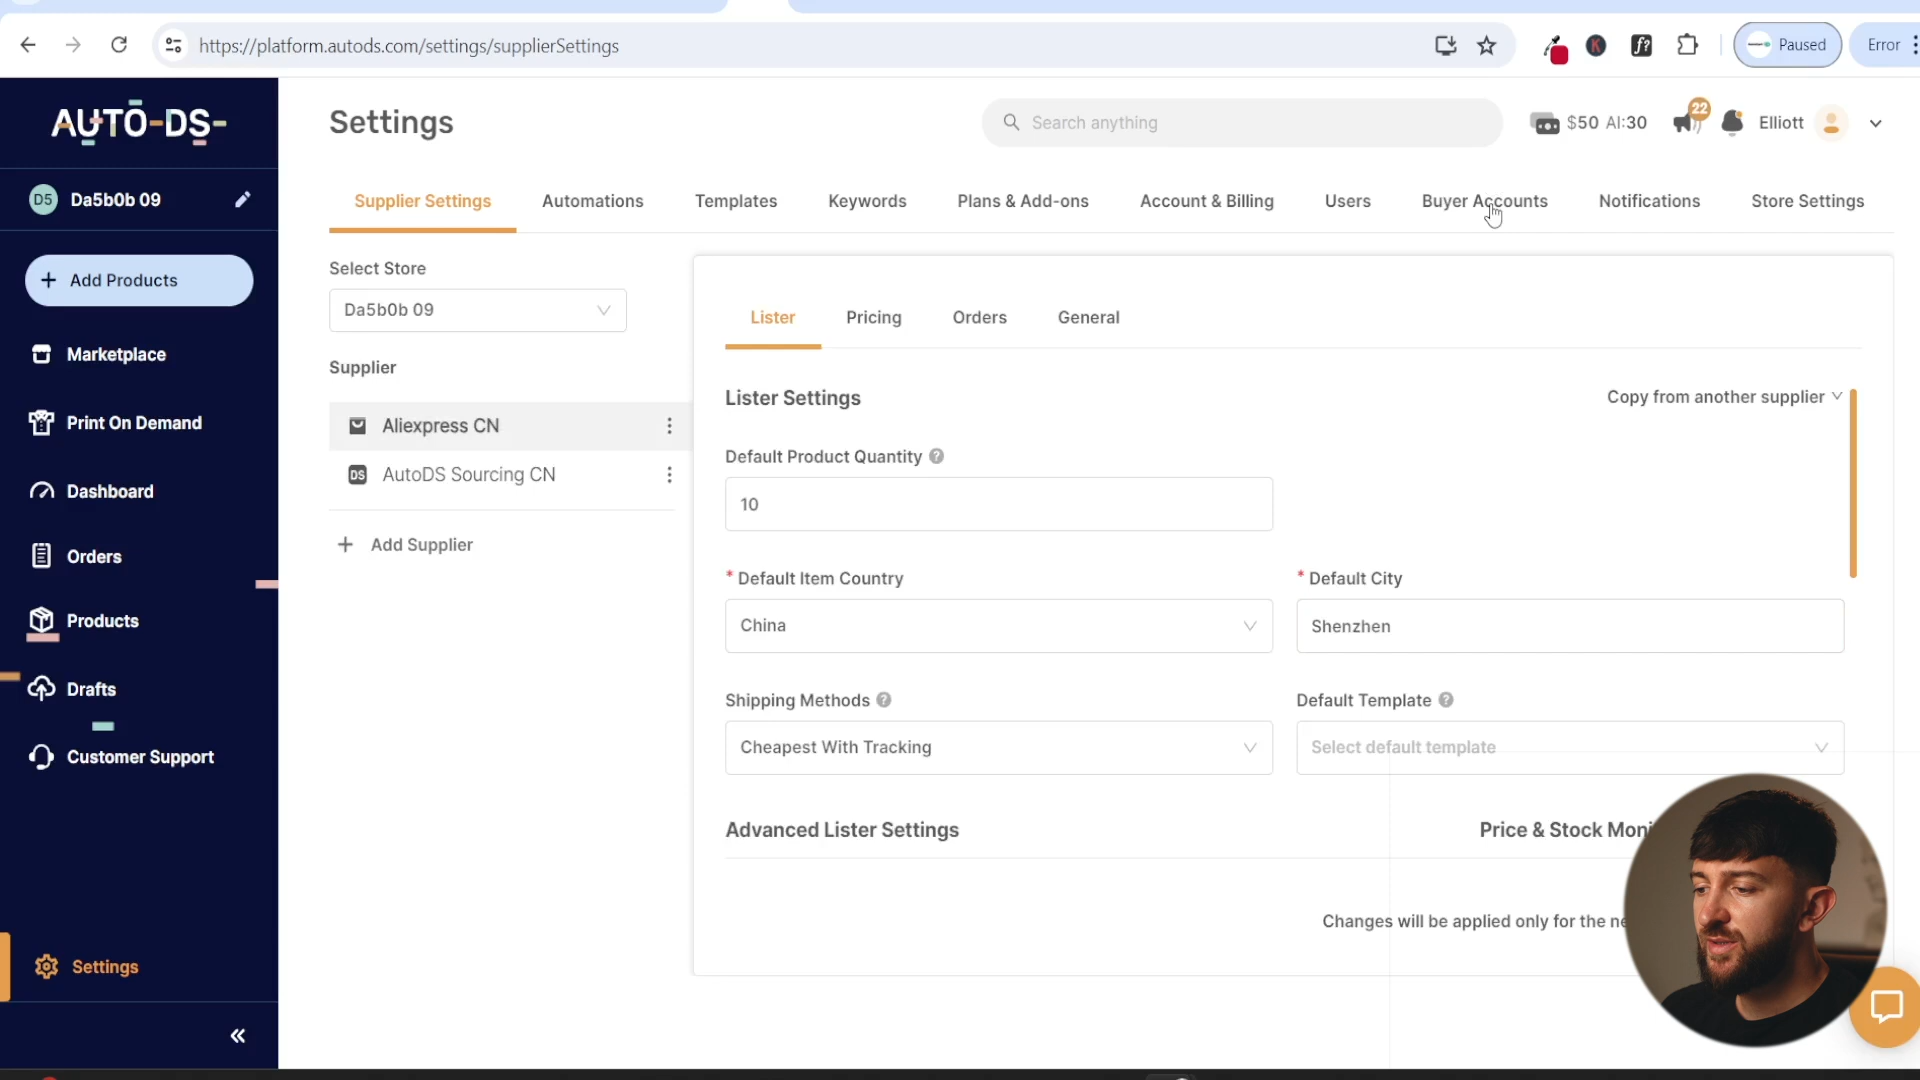 https://platform.autods.com/settings/supplierSettings
Paused
Error
AUTO-DS-
Settings
Search anything
$50 AI:30
22
Elliott
D5 Da5b0b 09
Supplier Settings
Automations
Templates
Keywords
Plans & Add-ons
Account & Billing
Users
Buyer Accounts
Notifications
Store Settings
Add Products
Marketplace
Print On Demand
Dashboard
Orders
Products
Drafts
Customer Support
Settings
Select Store
Da5b0b 09
Supplier
Aliexpress CN
DS AutoDS Sourcing CN
+ Add Supplier
Lister
Pricing
Orders
General
Lister Settings
Copy from another supplier
Default Product Quantity ?
10
* Default Item Country
* Default City
China
Shenzhen
Shipping Methods ?
Default Template ?
Cheapest With Tracking
Select default template
Advanced Lister Settings
Price & Stock
Changes will be applied only for the